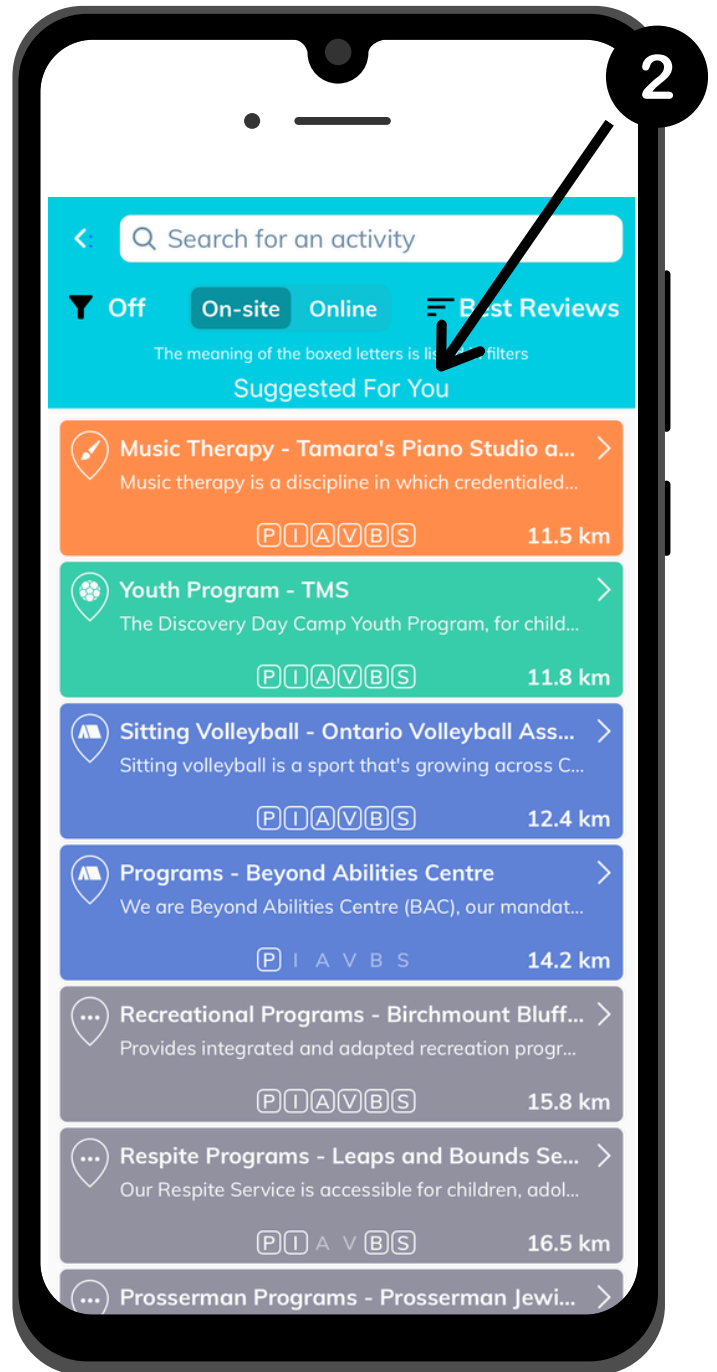 2
Search for an activity
Off On-site Online Best Reviews
The meaning of the boxed letters is listed in filters
Suggested For You
Music Therapy - Tamara's Piano Studio a...
Music therapy is a discipline in which credentialed...
P I A V B S 11.5 km
Youth Program - TMS
The Discovery Day Camp Youth Program, for child...
P I A V B S 11.8 km
Sitting Volleyball - Ontario Volleyball Ass...
Sitting volleyball is a sport that's growing across C...
P I A V B S 12.4 km
Programs - Beyond Abilities Centre
We are Beyond Abilities Centre (BAC), our mandat...
P I A V B S 14.2 km
Recreational Programs - Birchmount Bluff...
Provides integrated and adapted recreation progr...
P I A V B S 15.8 km
Respite Programs - Leaps and Bounds Se...
Our Respite Service is accessible for children, adol...
P I A V B S 16.5 km
Prosserman Programs - Prosserman Jewi...